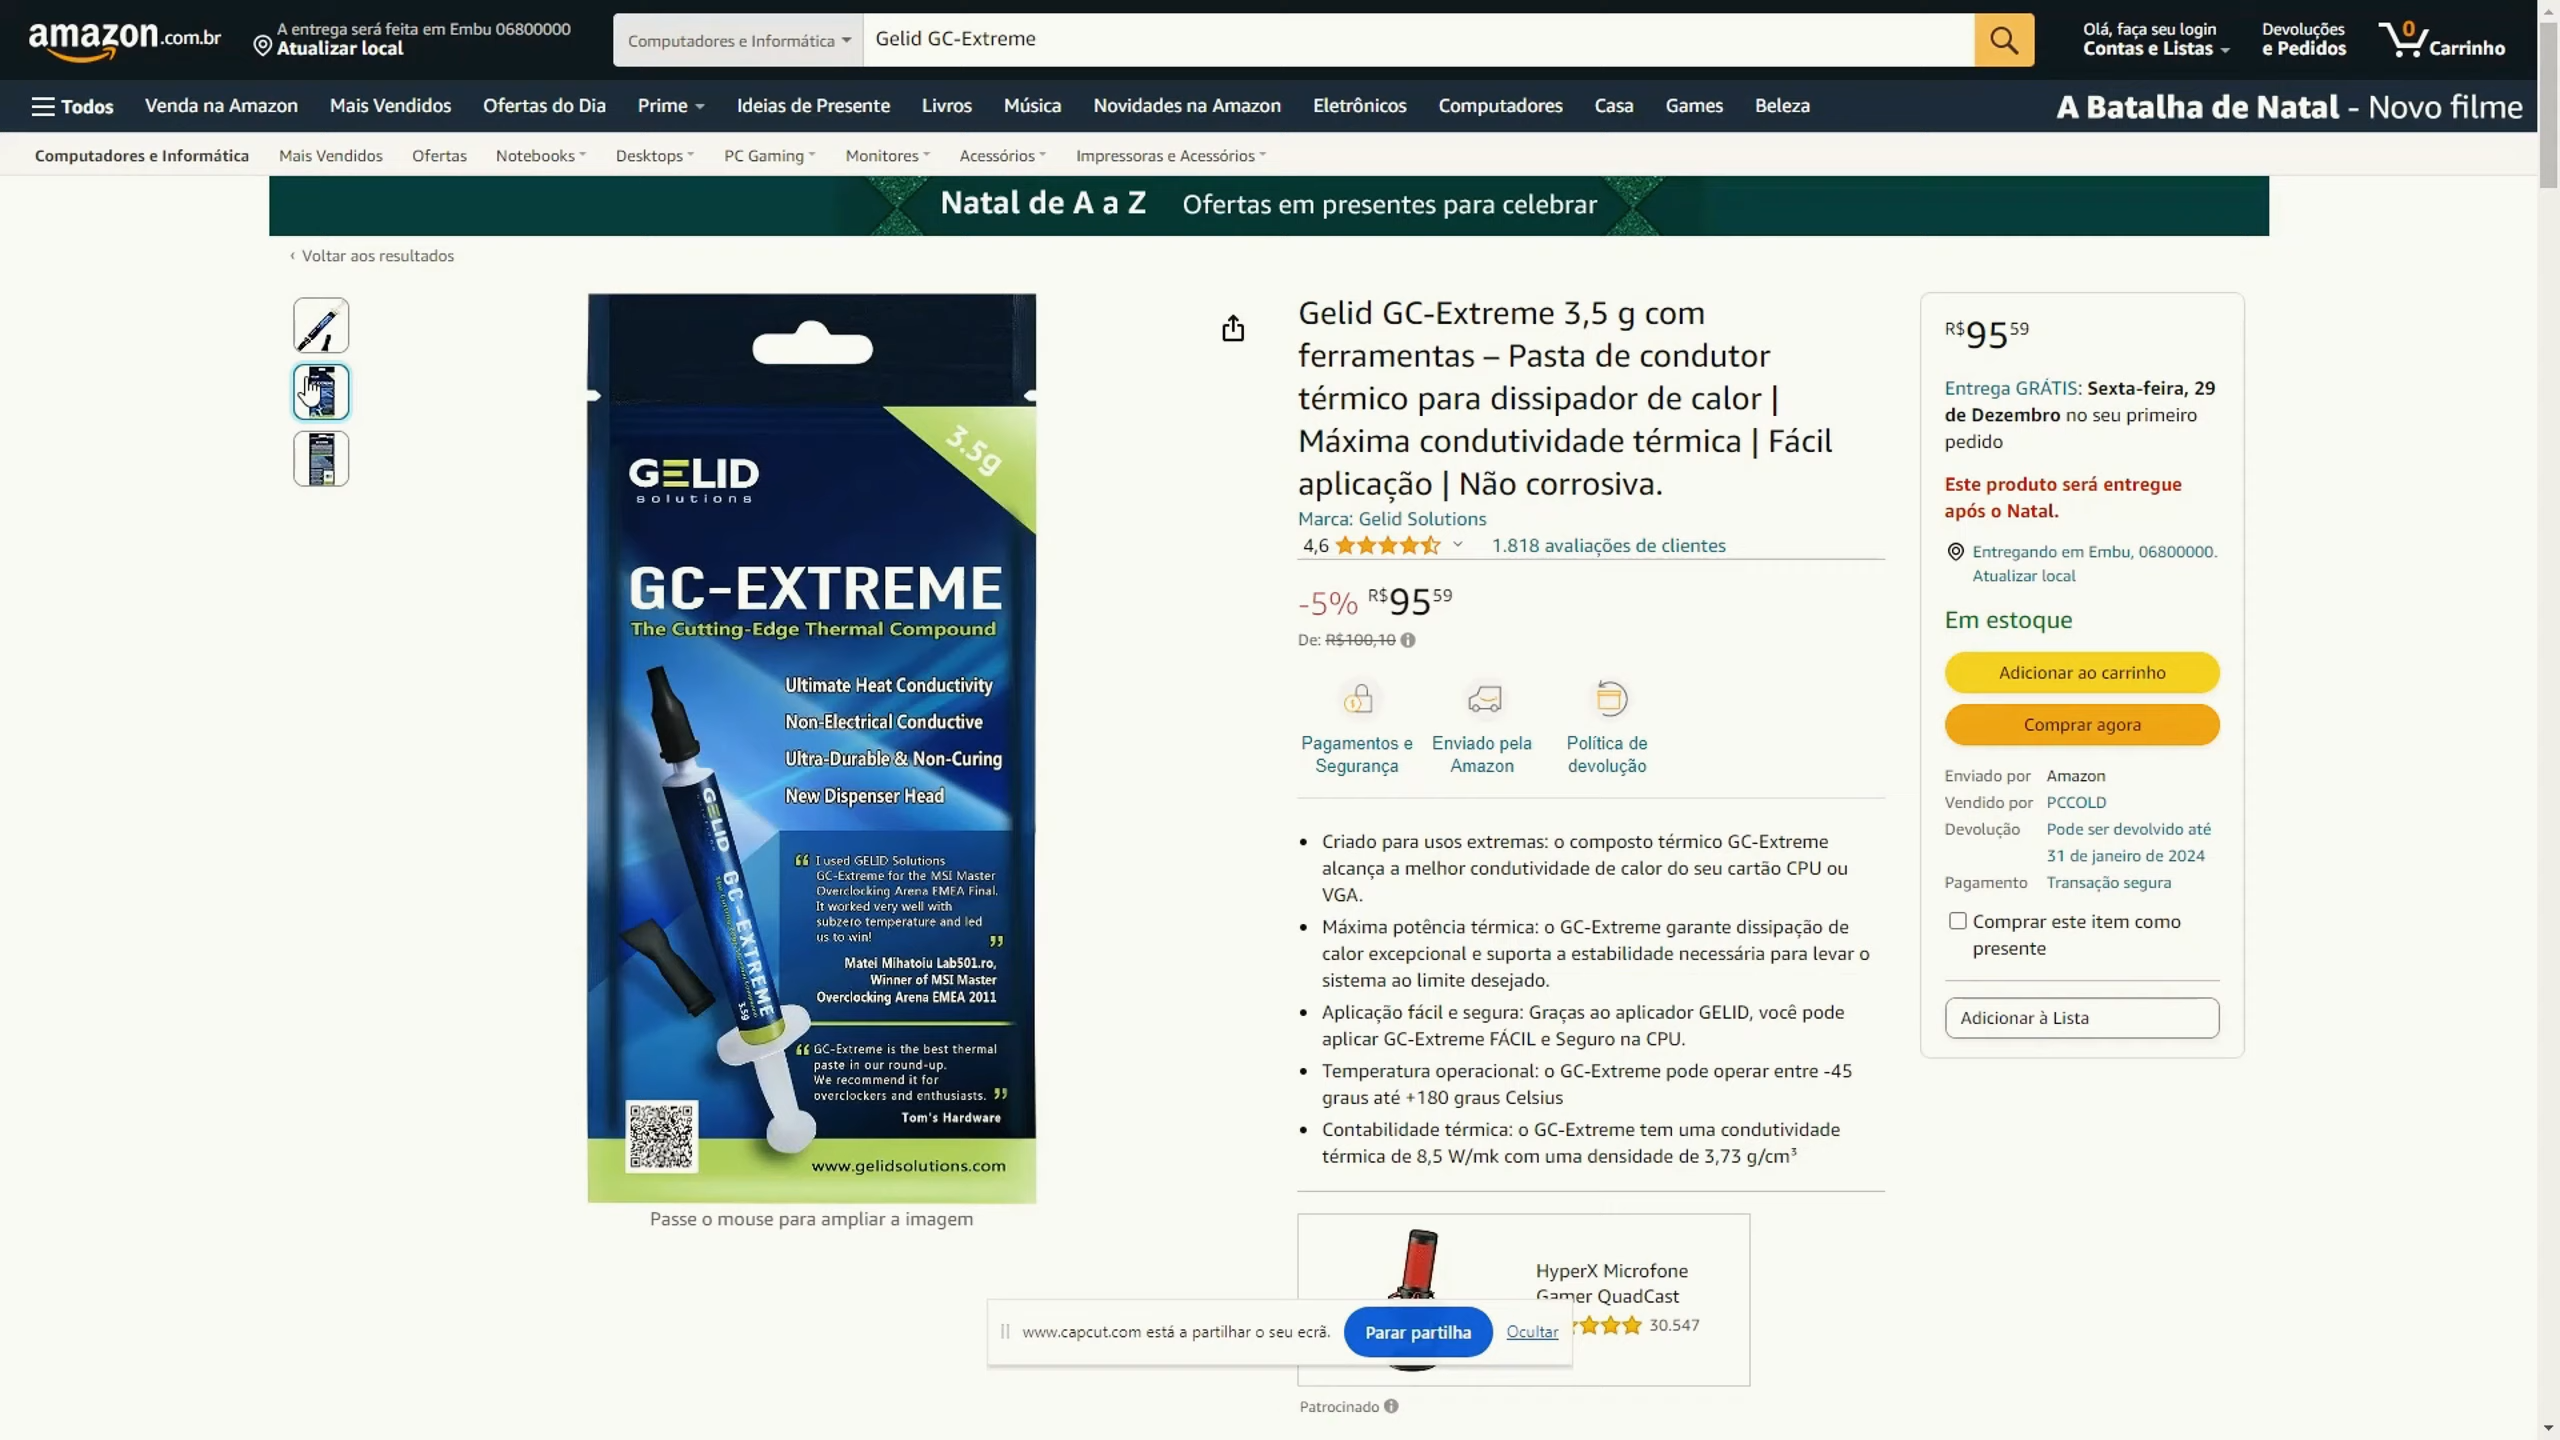 amazon.com.br
A entrega será feita em Embu 06800000
Atualizar local
Computadores e Informática
Gelid GC-Extreme
Olá, faça seu login
Contas e Listas
Devoluções
e Pedidos
0
Carrinho
Todos
Venda na Amazon
Mais Vendidos
Ofertas do Dia
Prime
Ideias de Presente
Livros
Música
Novidades na Amazon
Eletrônicos
Computadores
Casa
Games
Beleza
A Batalha de Natal - Novo filme
Computadores e Informática
Mais Vendidos
Ofertas
Notebooks
Desktops
PC Gaming
Monitores
Acessórios
Impressoras e Acessórios
Natal de A a Z
Ofertas em presentes para celebrar
‹ Voltar aos resultados
3.5g
GELID
solutions
GC-EXTREME
The Cutting-Edge Thermal Compound
Ultimate Heat Conductivity
Non-Electrical Conductive
Ultra-Durable & Non-Curing
New Dispenser Head
GELID
GC-EXTREME
3.5g
I used GELID Solutions
GC-Extreme for the MSI Master
Overclocking Arena EMEA Final.
It worked very well with
subzero temperature and led
us to win!
Matei Mihatoiu Lab501.ro,
Winner of MSI Master
Overclocking Arena EMEA 2011
GC-Extreme is the best thermal
paste in our round-up.
We recommend it for
overclockers and enthusiasts.
Tom's Hardware
www.gelidsolutions.com
Passe o mouse para ampliar a imagem
Gelid GC-Extreme 3,5 g com
ferramentas – Pasta de condutor
térmico para dissipador de calor |
Máxima condutividade térmica | Fácil
aplicação | Não corrosiva.
Marca: Gelid Solutions
4,6
1.818 avaliações de clientes
-5% R$95 59
De: R$100,10
Pagamentos e
Segurança
Enviado pela
Amazon
Política de
devolução
Criado para usos extremas: o composto térmico GC-Extreme
alcança a melhor condutividade de calor do seu cartão CPU ou
VGA.
Máxima potência térmica: o GC-Extreme garante dissipação de
calor excepcional e suporta a estabilidade necessária para levar o
sistema ao limite desejado.
Aplicação fácil e segura: Graças ao aplicador GELID, você pode
aplicar GC-Extreme FÁCIL e Seguro na CPU.
Temperatura operacional: o GC-Extreme pode operar entre -45
graus até +180 graus Celsius
Contabilidade térmica: o GC-Extreme tem uma condutividade
térmica de 8,5 W/mk com uma densidade de 3,73 g/cm³
HyperX Microfone
Gamer QuadCast
30.547
Patrocinado
www.capcut.com está a partilhar o seu ecrã.
Parar partilha
Ocultar
R$95 59
Entrega GRÁTIS: Sexta-feira, 29
de Dezembro no seu primeiro
pedido
Este produto será entregue
após o Natal.
Entregando em Embu, 06800000.
Atualizar local
Em estoque
Adicionar ao carrinho
Comprar agora
Enviado por Amazon
Vendido por PCCOLD
Devolução Pode ser devolvido até
31 de janeiro de 2024
Pagamento Transação segura
Comprar este item como
presente
Adicionar à Lista